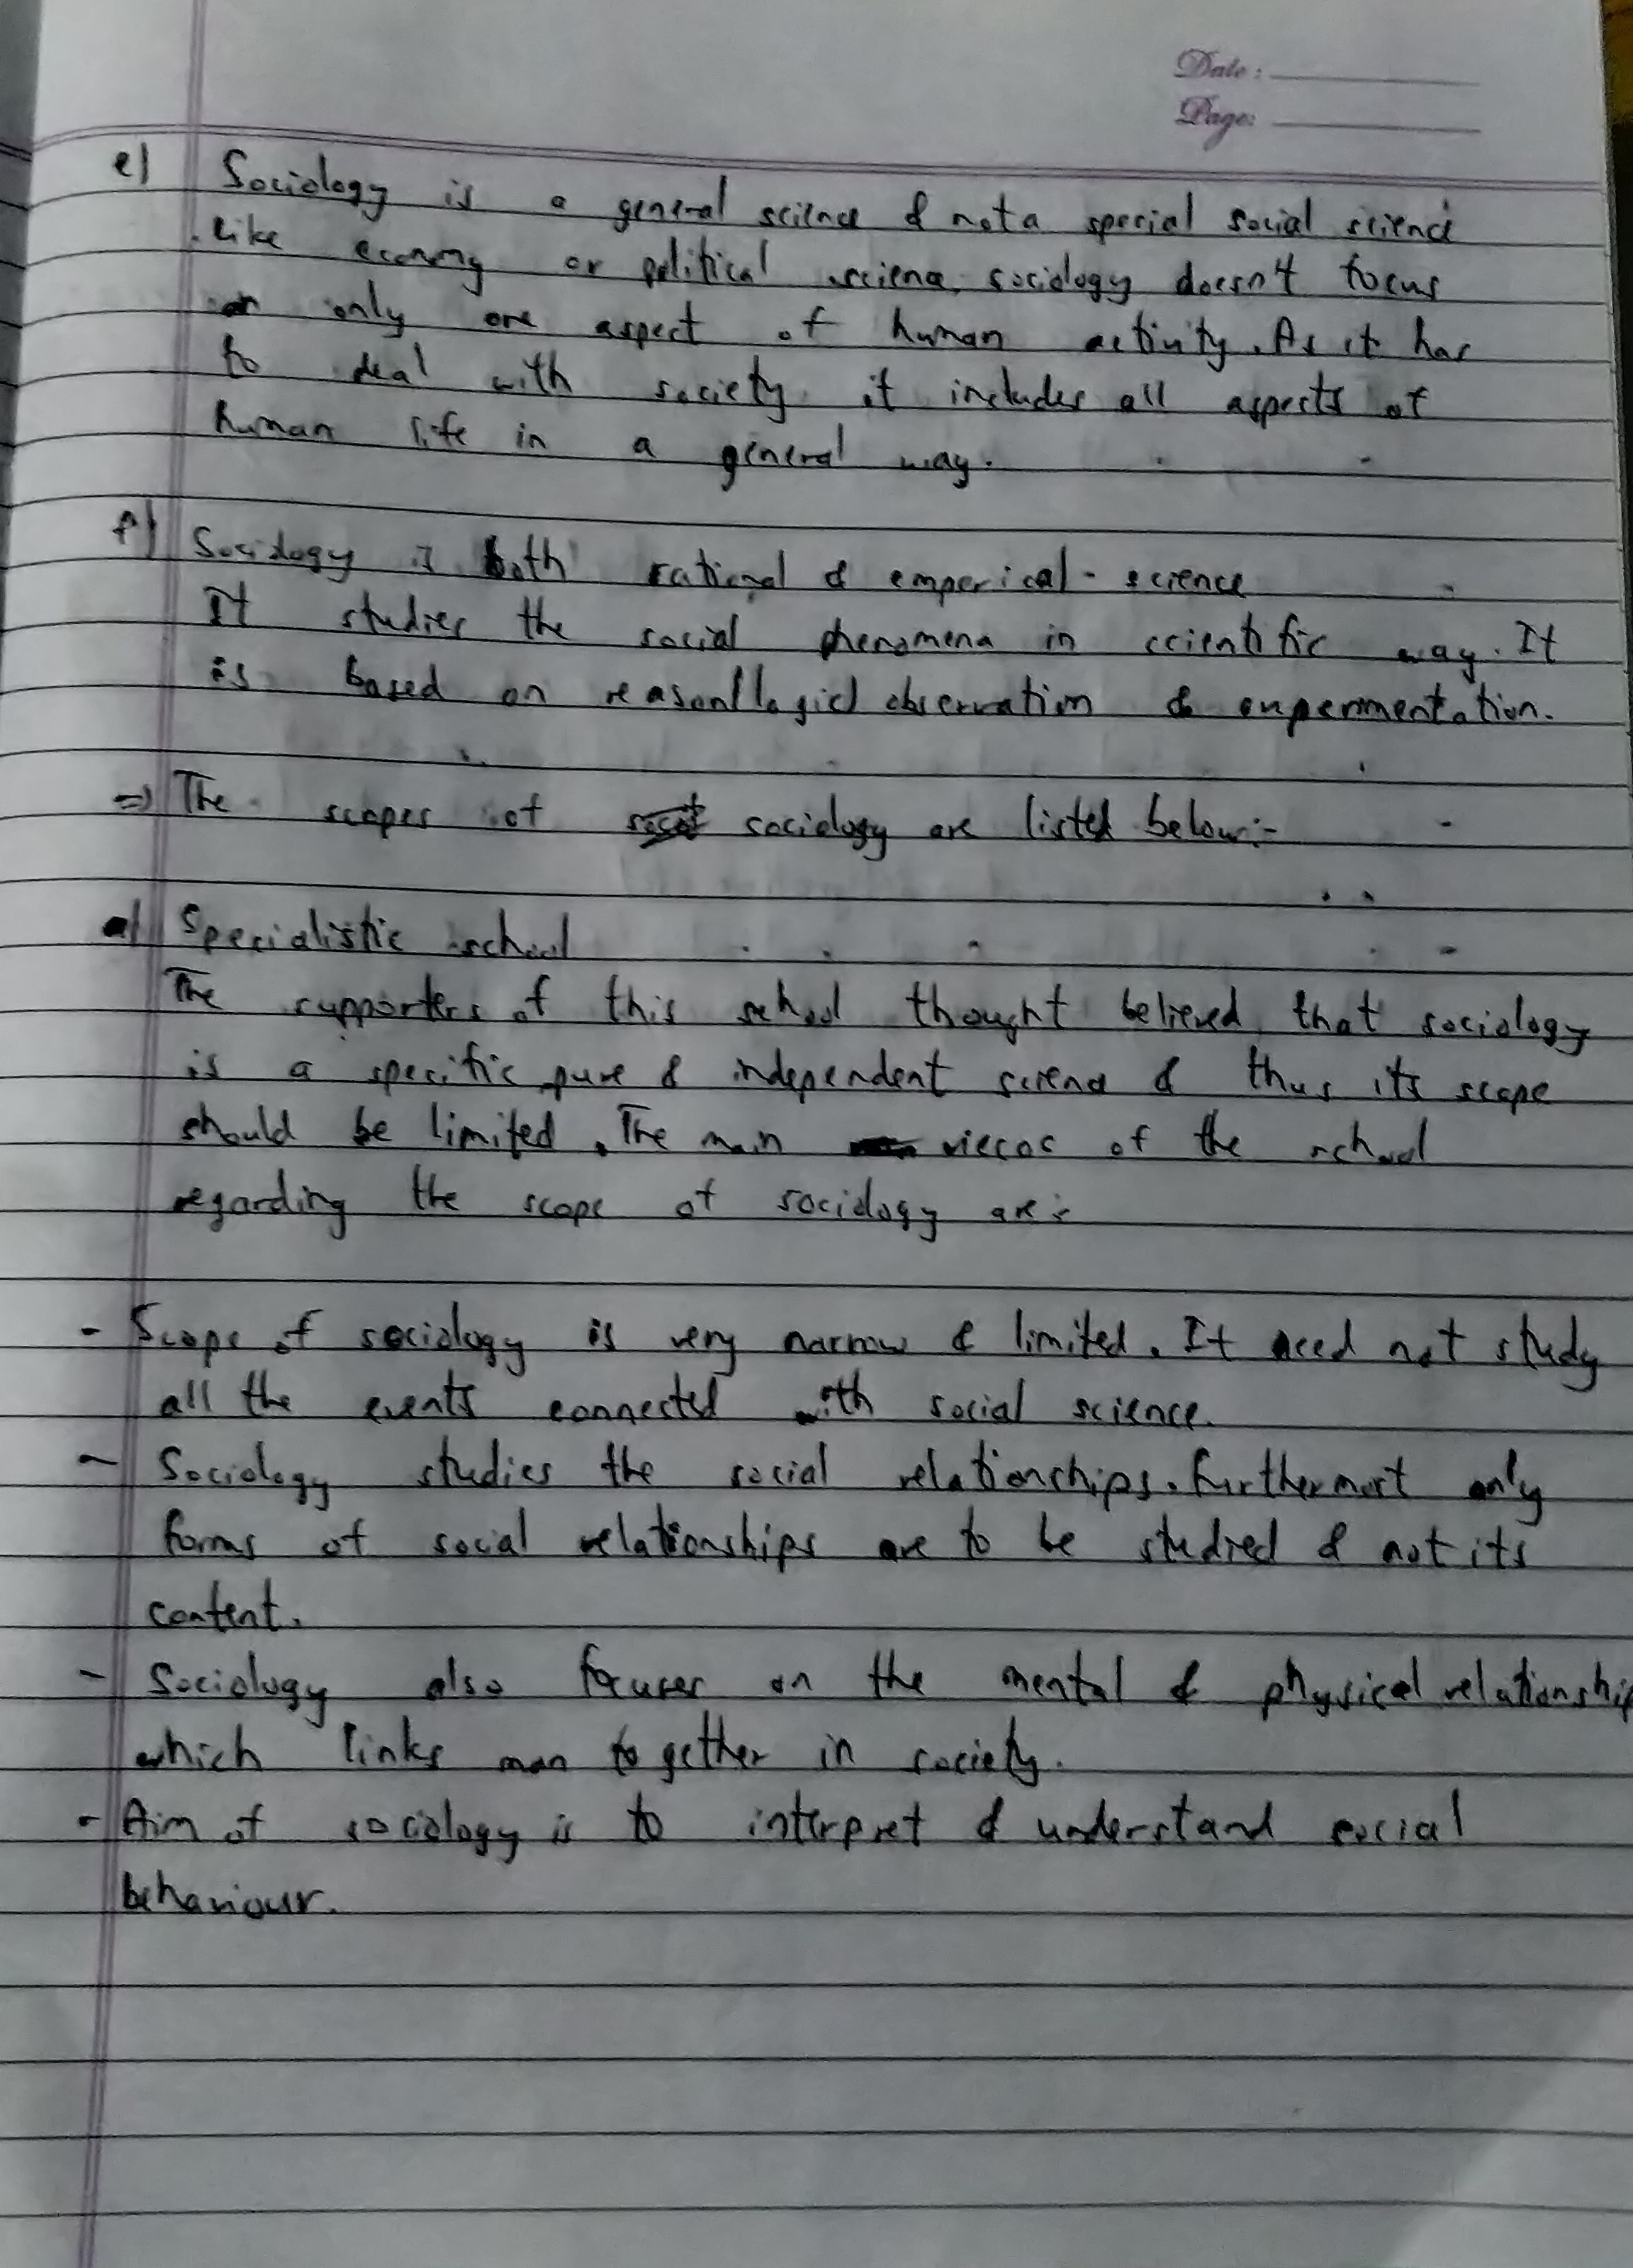 Date:
Page:
e) Sociology is a general science & not a special social science
Like economy or political science, sociology doesn't focus
on only one aspect of human activity. As it has
to deal with society it includes all aspects of
human life in a general way.
f) Sociology is both rational & emperical - science
It studies the social phenomena in scientific way. It
is based on reason(logic) observation & experimentation.
=> The scopes of sociology are listed below:-
a) Specialistic school
The supporters of this school thought believed that sociology
is a specific pure & independent science & thus its scope
should be limited. The main views of the school
regarding the scope of sociology are:
- Scope of sociology is very narrow & limited. It need not study
all the events connected with social science.
- Sociology studies the social relationships. Furthermort only
forms of social relationships are to be studied & not its
content.
- Sociology also focuses on the mental & physical relationship
which links man together in society.
- Aim of sociology is to interpret & understand social
behaviour.